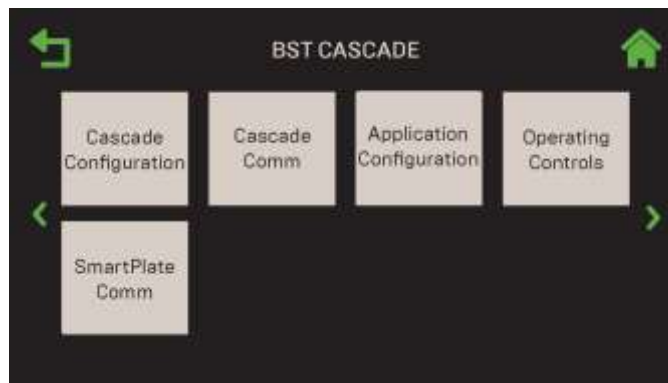 BST CASCADE
Cascade
Configuration
Cascade
Comm
Application
Configuration
Operating
Controls
SmartPlate
Comm